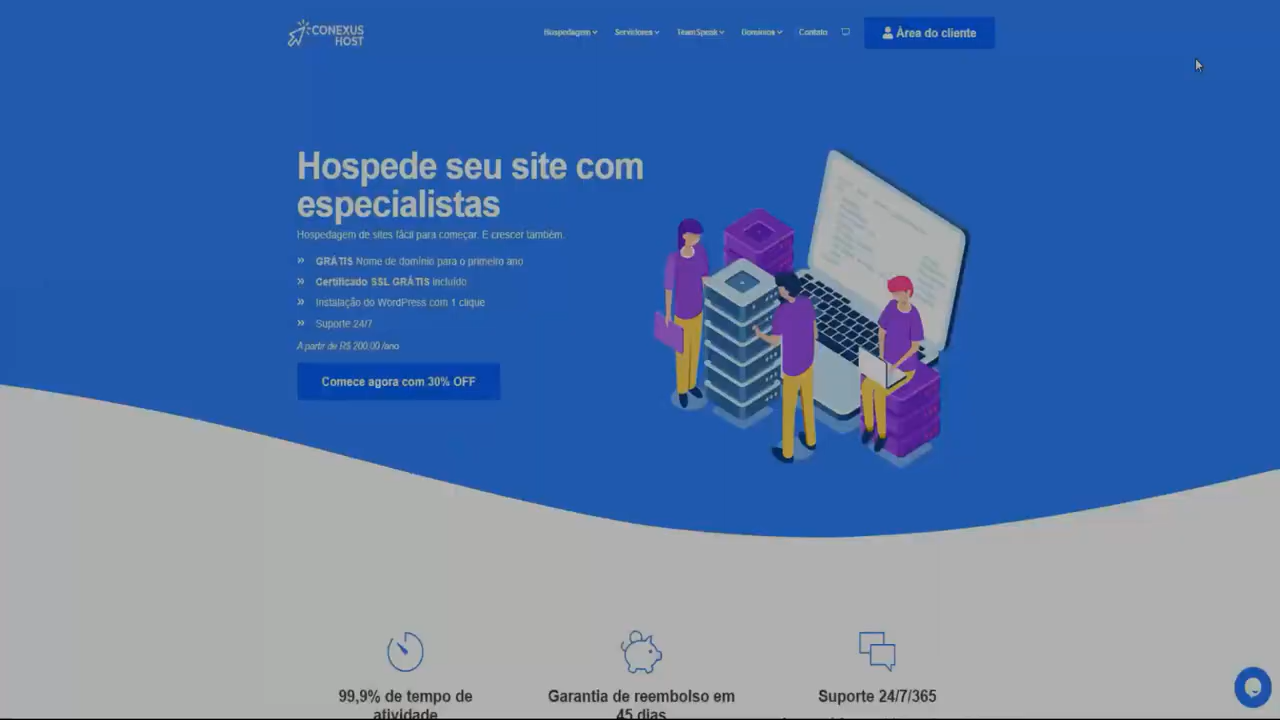 CONEXUS
HOST
Hospedagem
Servidores
TeamSpeak
Domínios
Contato
Área do cliente
Hospede seu site com
especialistas
Hospedagem de sites fácil para começar. E crescer também.
» GRÁTIS Nome de domínio para o primeiro ano
» Certificado SSL GRÁTIS incluído
» Instalação do WordPress com 1 clique
» Suporte 24/7
A partir de R$ 200,00 /ano
Comece agora com 30% OFF
99,9% de tempo de
atividade
Garantia de reembolso em
45 dias
Suporte 24/7/365